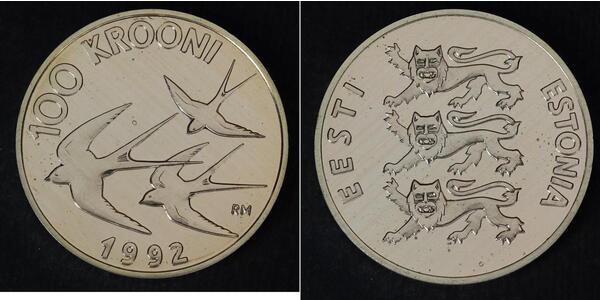 100 KROONI
RM
1992
EESTI
ESTONIA